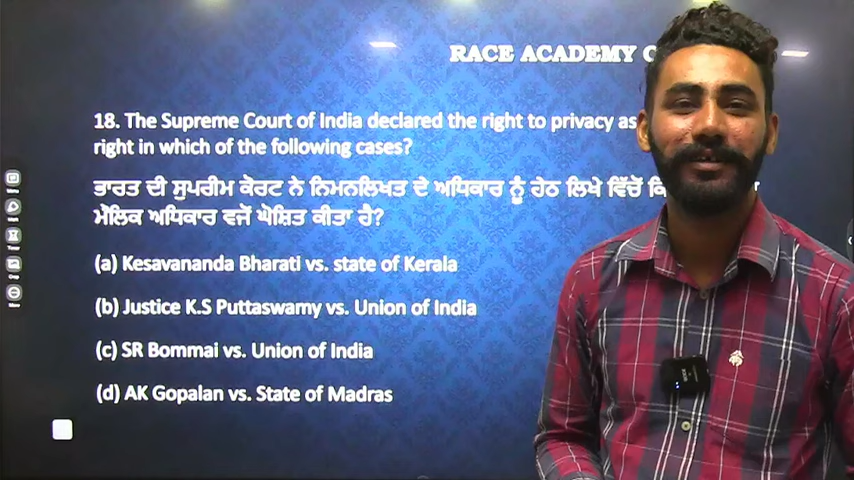 RACE ACADEMY
18. The Supreme Court of India declared the right to privacy as
right in which of the following cases?
ਭਾਰਤ ਦੀ ਸੁਪਰੀਮ ਕੋਰਟ ਨੇ ਨਿਮਨਲਿਖਤ ਦੇ ਅਧਿਕਾਰ ਨੂੰ ਹੇਠ ਲਿਖੇ ਵਿੱਚੋਂ
ਮੌਲਿਕ ਅਧਿਕਾਰ ਵਜੋਂ ਘੋਸ਼ਿਤ ਕੀਤਾ ਹੈ?
(a) Kesavananda Bharati vs. state of Kerala
(b) Justice K.S Puttaswamy vs. Union of India
(c) SR Bommai vs. Union of India
(d) AK Gopalan vs. State of Madras